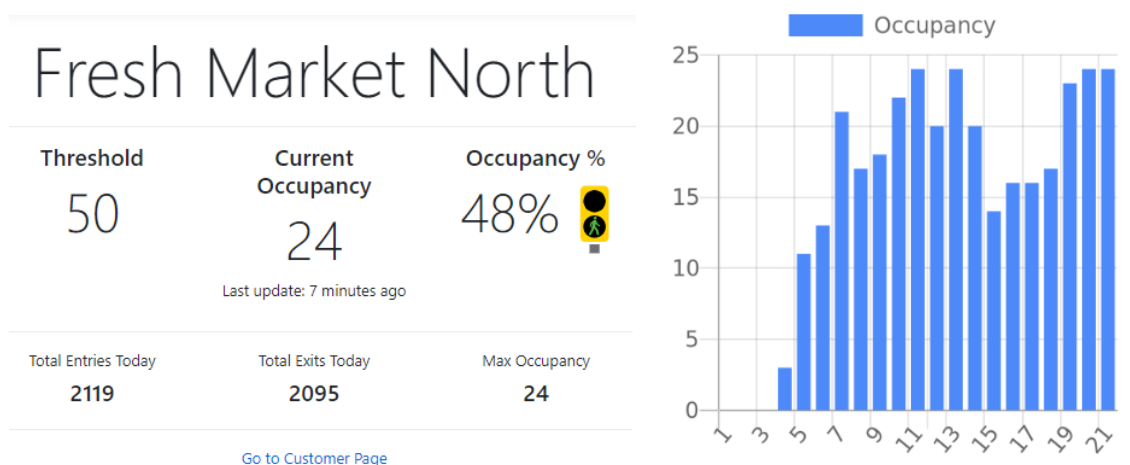 Fresh Market North
Threshold
50
Current
Occupancy
24
Last update: 7 minutes ago
Occupancy %
48%
Total Entries Today
2119
Total Exits Today
2095
Max Occupancy
24
Go to Customer Page
Occupancy
25
20
15
10
5
0
1 3 5 7 9 11 13 15 17 19 21